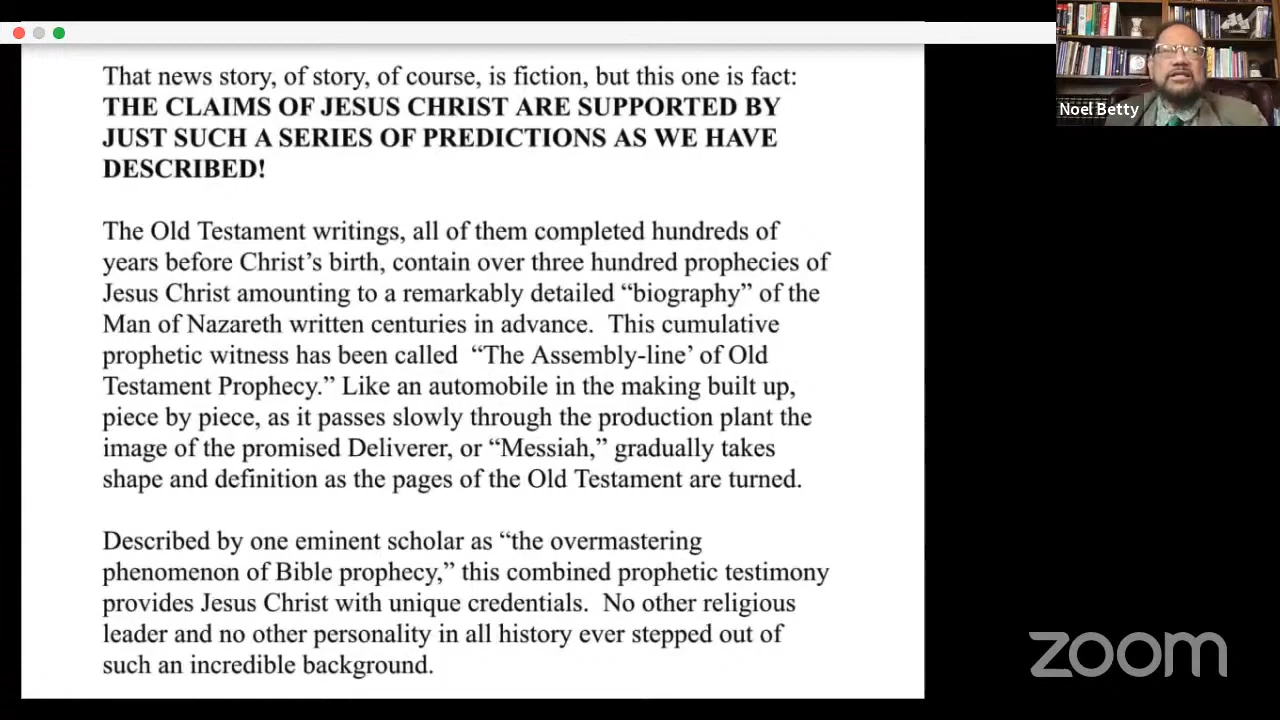 That news story, of story, of course, is fiction, but this one is fact:
THE CLAIMS OF JESUS CHRIST ARE SUPPORTED BY
JUST SUCH A SERIES OF PREDICTIONS AS WE HAVE
DESCRIBED!
The Old Testament writings, all of them completed hundreds of
years before Christ’s birth, contain over three hundred prophecies of
Jesus Christ amounting to a remarkably detailed “biography” of the
Man of Nazareth written centuries in advance.  This cumulative
prophetic witness has been called  “The Assembly-line’ of Old
Testament Prophecy.” Like an automobile in the making built up,
piece by piece, as it passes slowly through the production plant the
image of the promised Deliverer, or “Messiah,” gradually takes
shape and definition as the pages of the Old Testament are turned.
Described by one eminent scholar as “the overmastering
phenomenon of Bible prophecy,” this combined prophetic testimony
provides Jesus Christ with unique credentials.  No other religious
leader and no other personality in all history ever stepped out of
such an incredible background.
Noel Betty
zoom